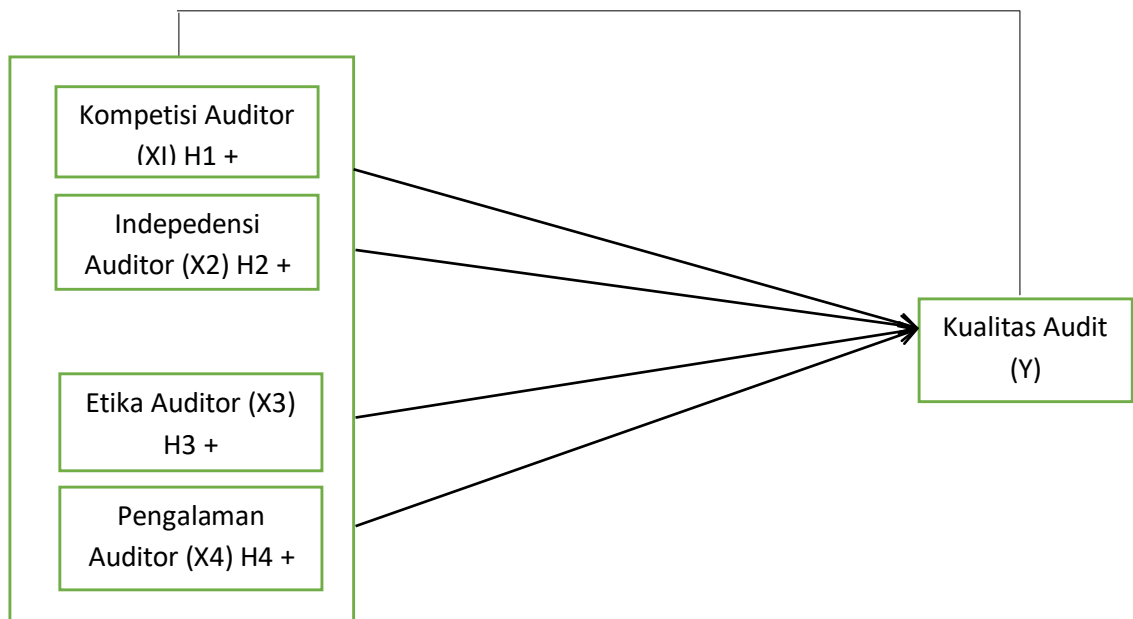 Kompetisi Auditor
(XI) H1 +
Indepedensi
Auditor (X2) H2 +
Etika Auditor (X3)
H3 +
Pengalaman
Auditor (X4) H4 +
Kualitas Audit
(Y)